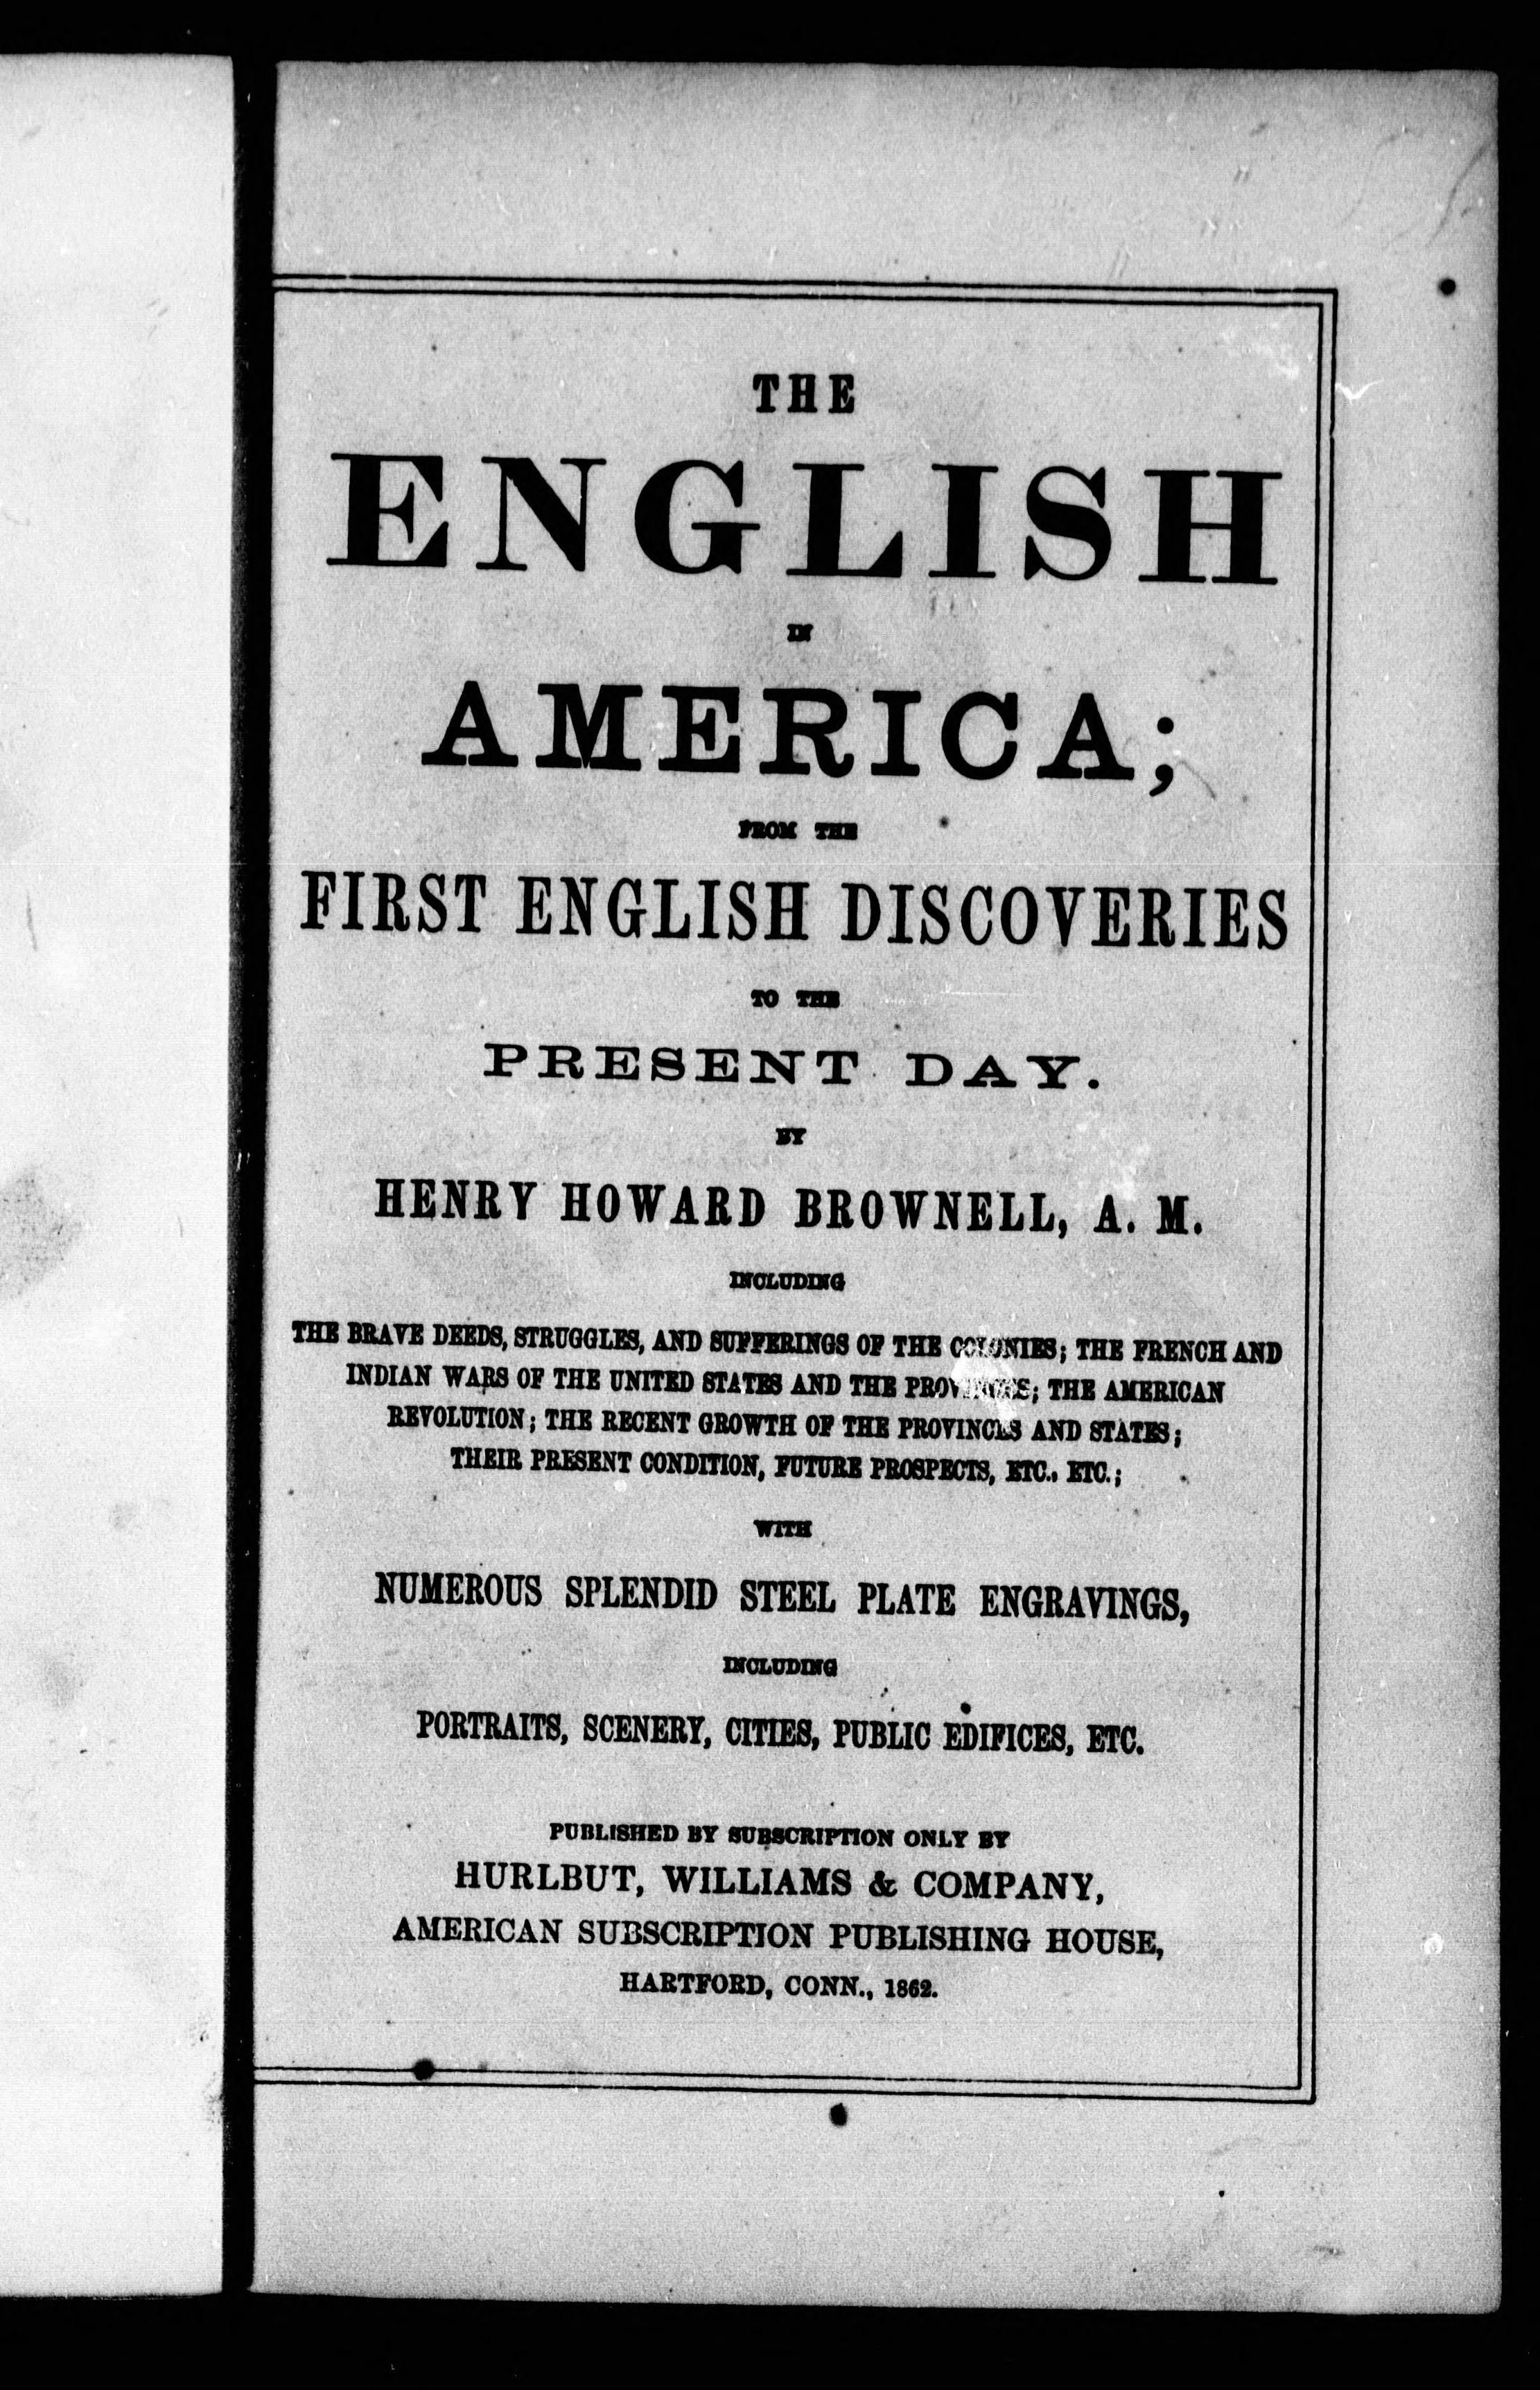 THE
ENGLISH
IN
AMERICA;
FROM THE
FIRST ENGLISH DISCOVERIES
TO THE
PRESENT DAY.
BY
HENRY HOWARD BROWNELL, A. M.
INCLUDING
THE BRAVE DEEDS, STRUGGLES, AND SUFFERINGS OF THE COLONIES; THE FRENCH AND
INDIAN WARS OF THE UNITED STATES AND THE PROVINCES; THE AMERICAN
REVOLUTION; THE RECENT GROWTH OF THE PROVINCES AND STATES;
THEIR PRESENT CONDITION, FUTURE PROSPECTS, ETC., ETC.;
WITH
NUMEROUS SPLENDID STEEL PLATE ENGRAVINGS,
INCLUDING
PORTRAITS, SCENERY, CITIES, PUBLIC EDIFICES, ETC.
PUBLISHED BY SUBSCRIPTION ONLY BY
HURLBUT, WILLIAMS & COMPANY,
AMERICAN SUBSCRIPTION PUBLISHING HOUSE,
HARTFORD, CONN., 1862.